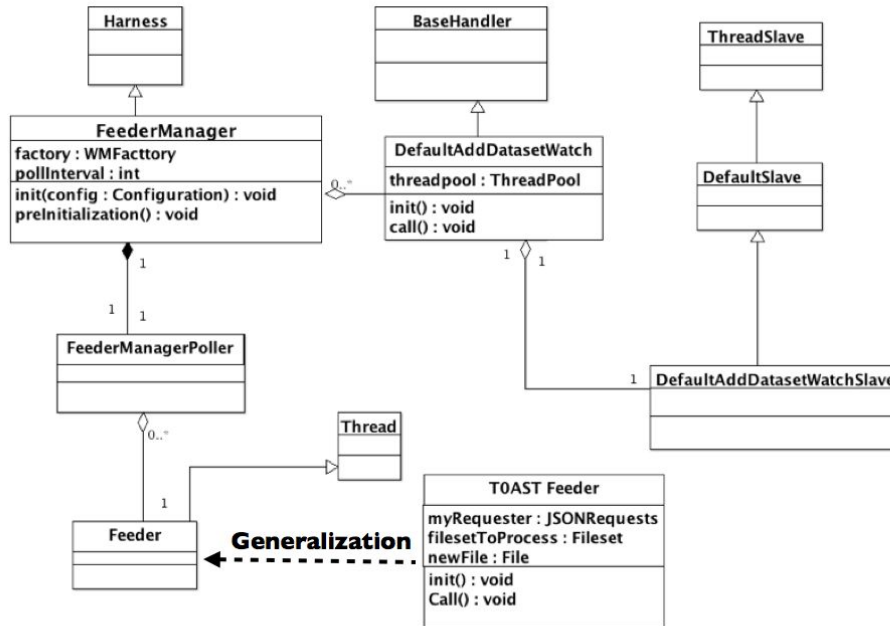 Harness
BaseHandler
ThreadSlave
FeederManager
factory : WMFacttory
pollInterval : int
init(config : Configuration) : void
preInitialization() : void
0..*
DefaultAddDatasetWatch
threadpool : ThreadPool
init() : void
call() : void
DefaultSlave
1
1
1
1
1
FeederManagerPoller
1
DefaultAddDatasetWatchSlave
0..*
Thread
1
Feeder
Generalization
T0AST Feeder
myRequester : JSONRequests
filesetToProcess : Fileset
newFile : File
init() : void
Call() : void